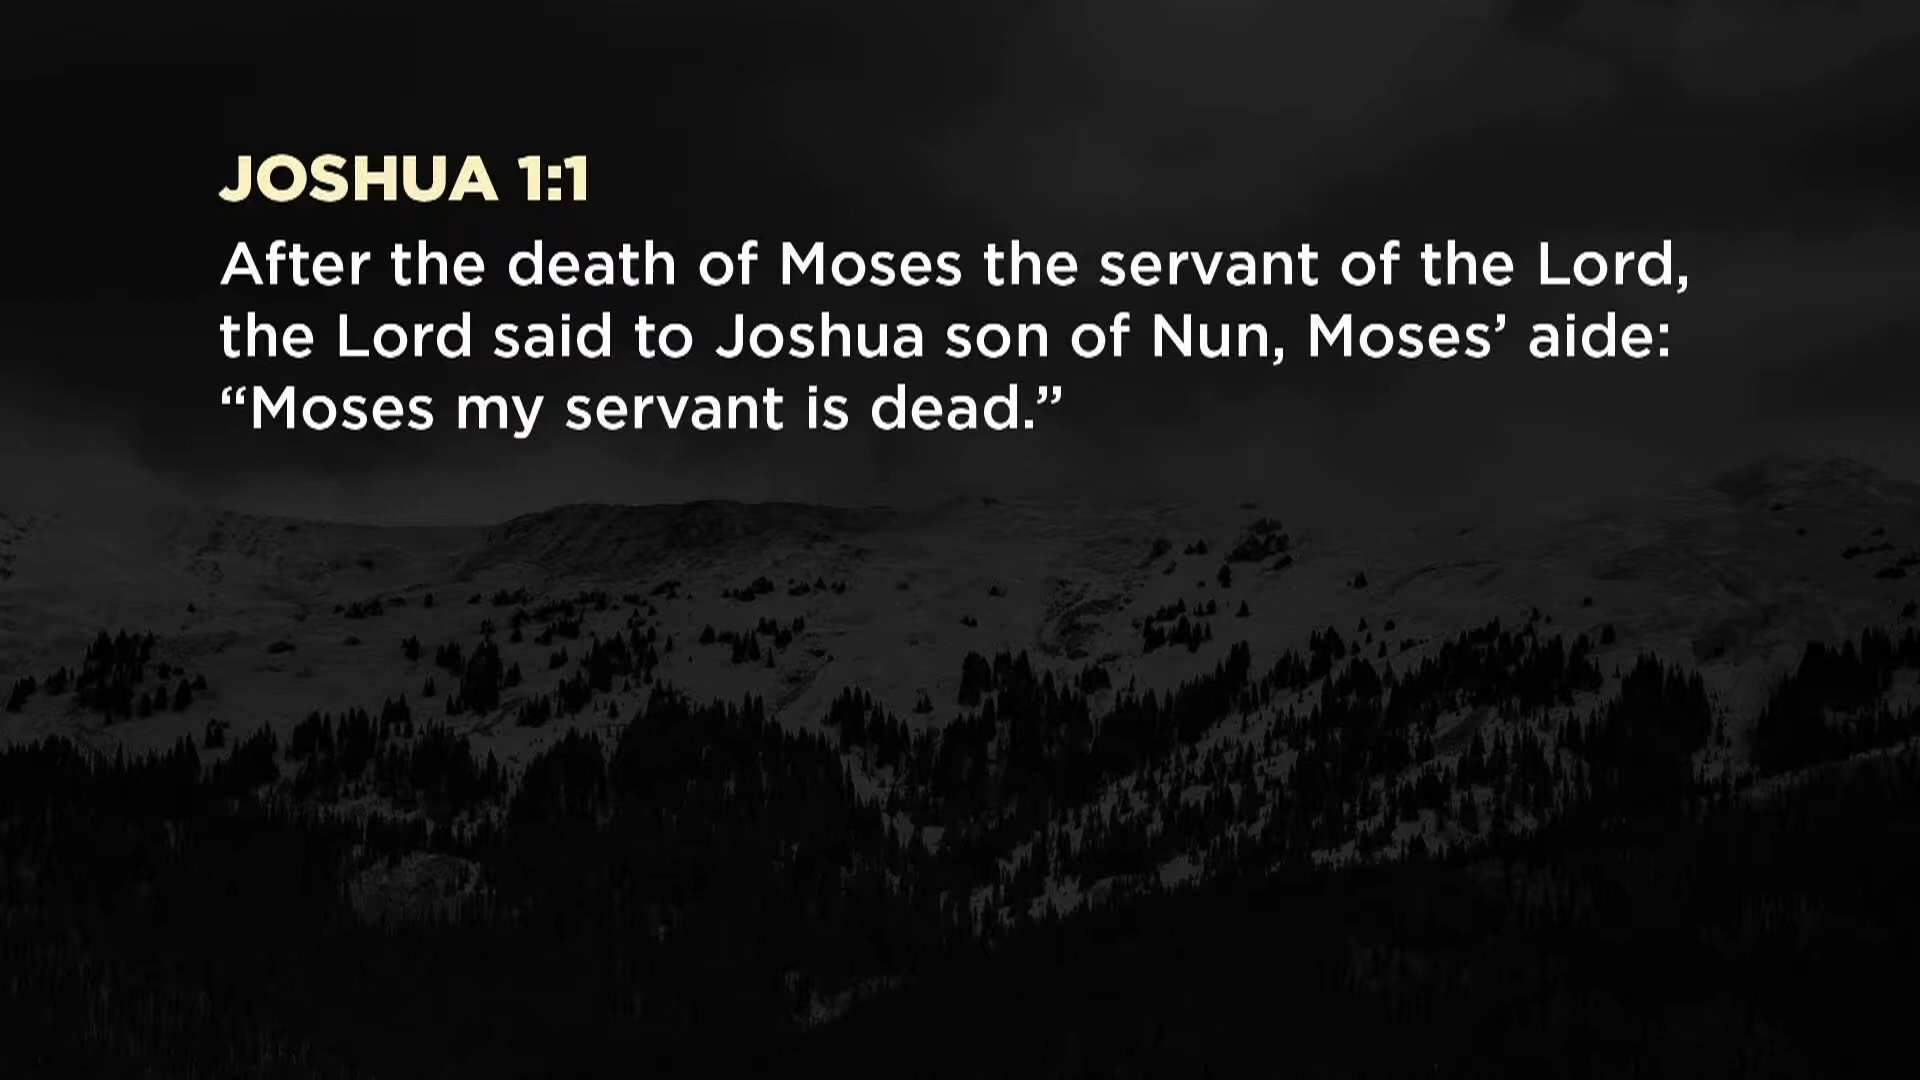 JOSHUA 1:1
After the death of Moses the servant of the Lord,
the Lord said to Joshua son of Nun, Moses’ aide:
“Moses my servant is dead.”